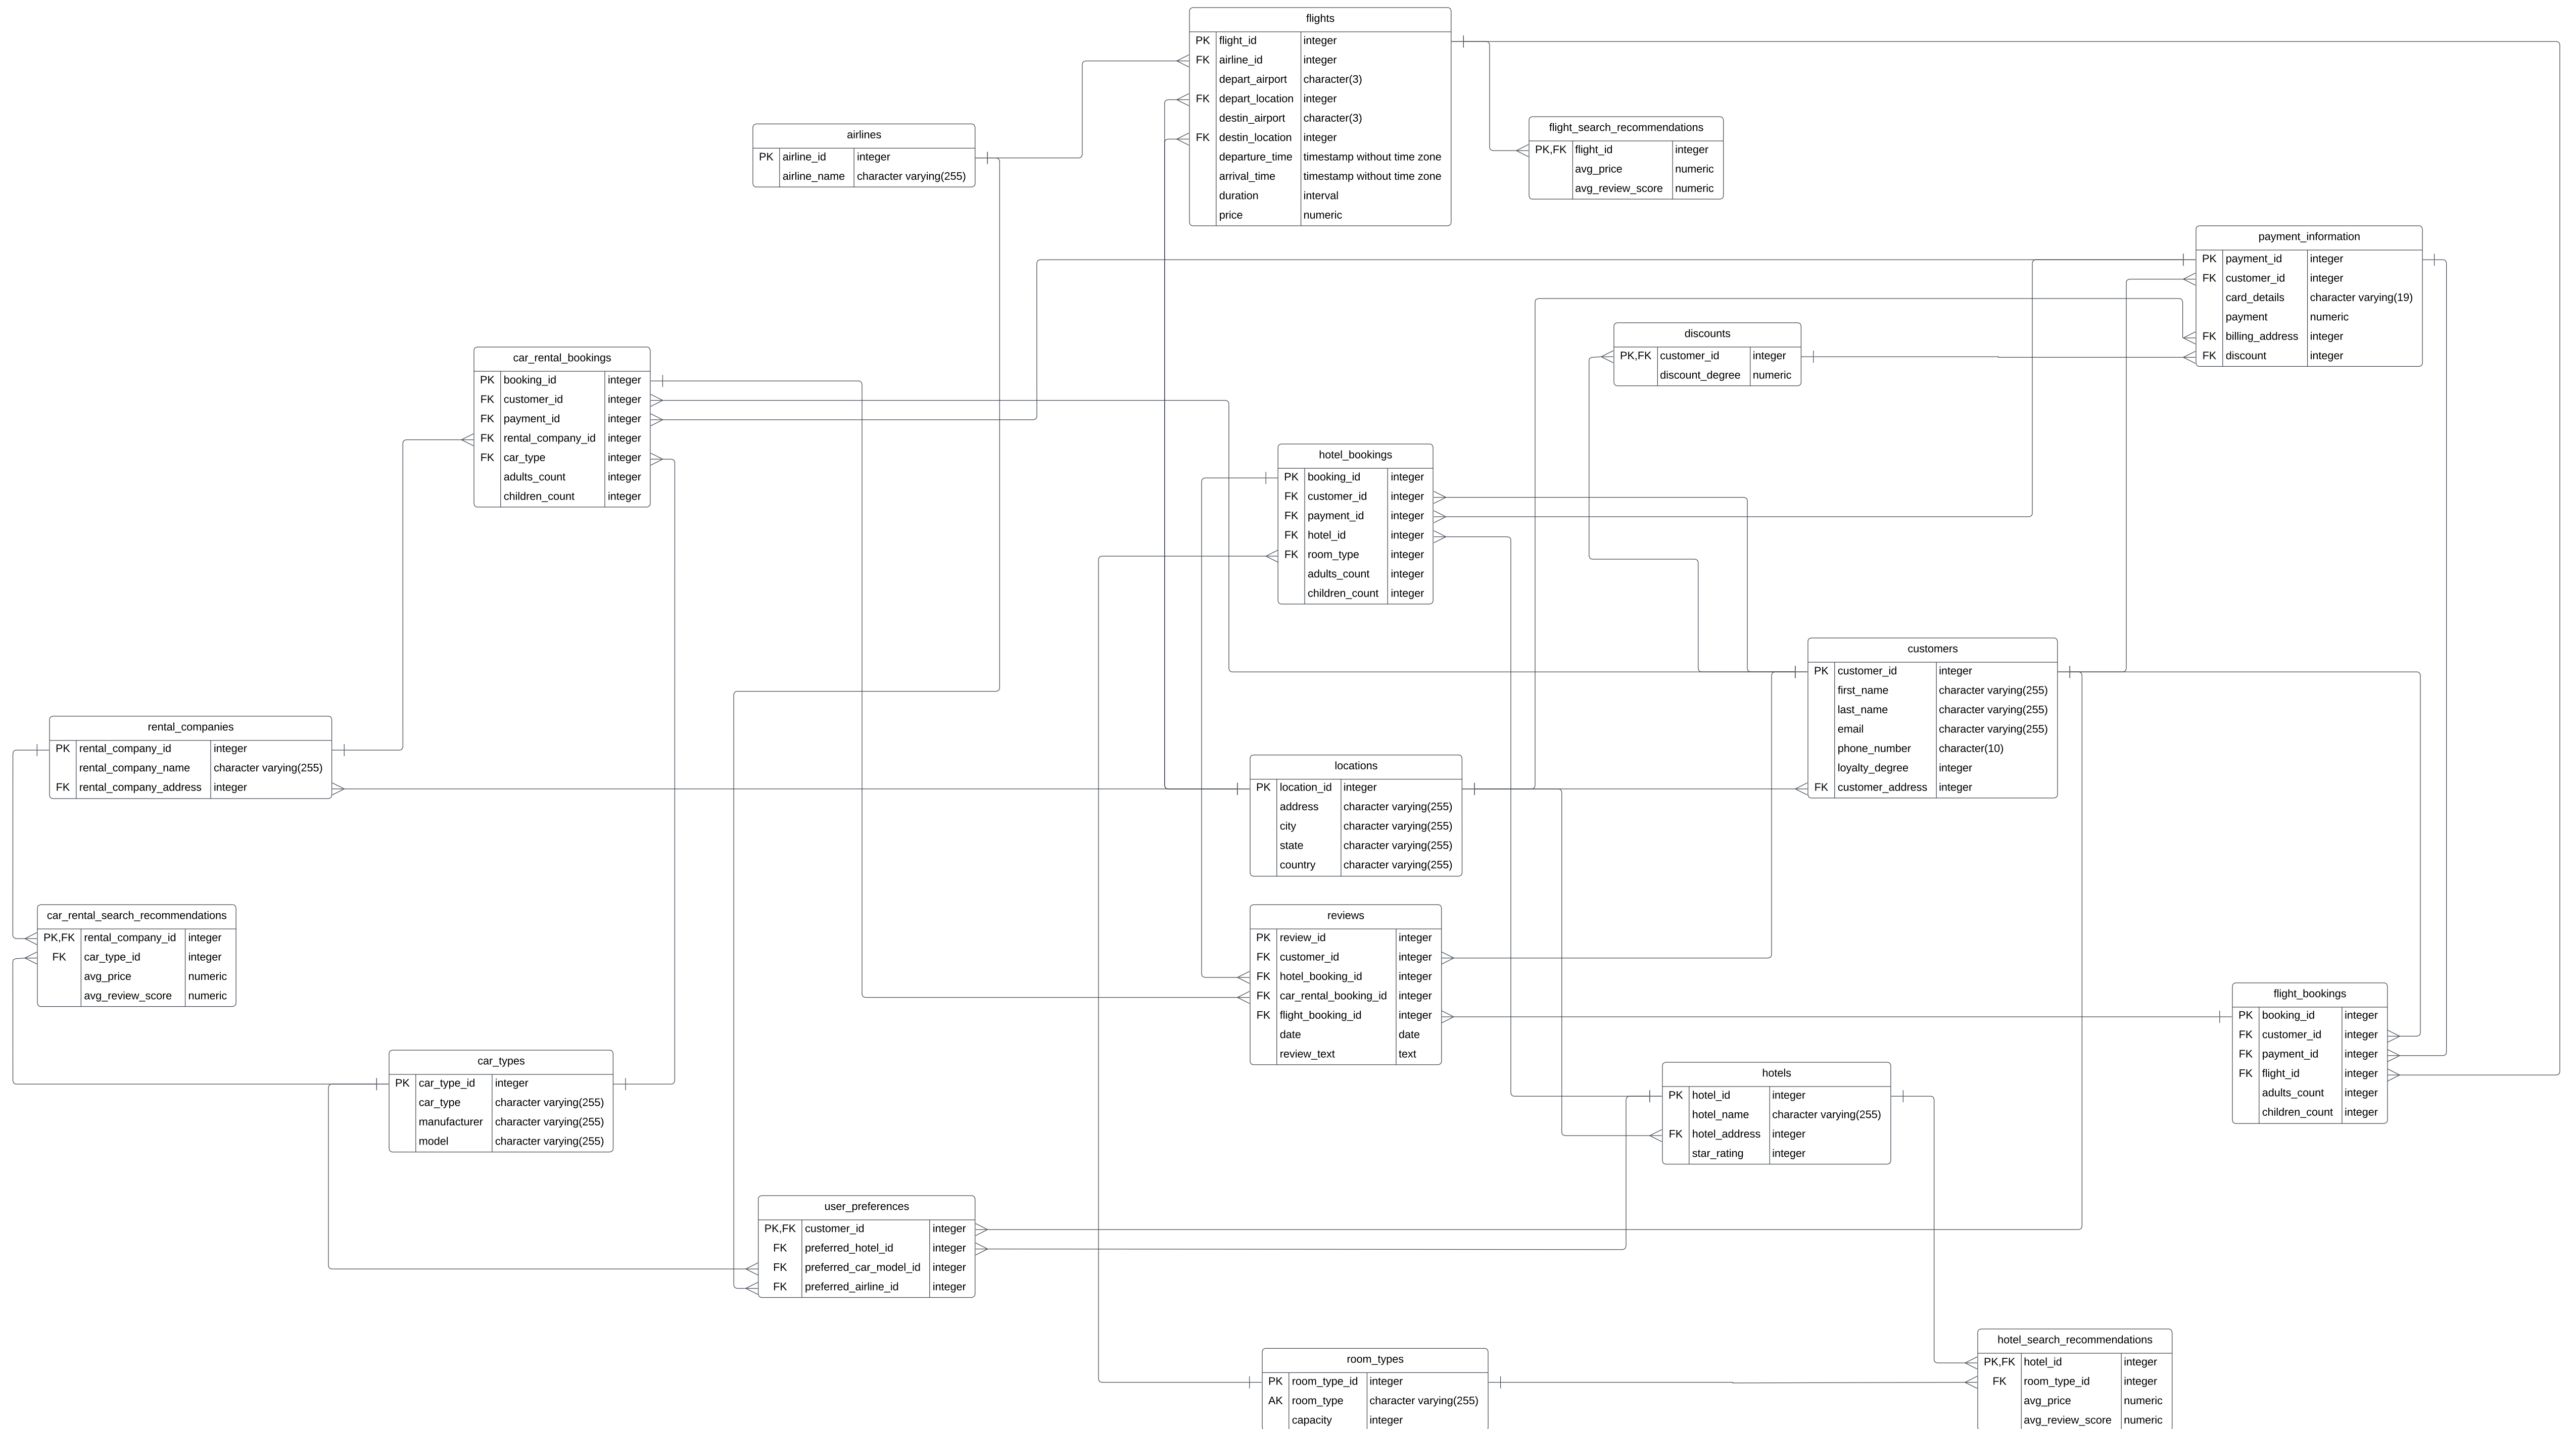 flights
PK flight_id integer
FK airline_id integer
depart_airport character(3)
FK depart_location integer
destin_airport character(3)
FK destin_location integer
departure_time timestamp without time zone
arrival_time timestamp without time zone
duration interval
price numeric
flight_search_recommendations
PK,FK flight_id integer
avg_price numeric
avg_review_score numeric
airlines
PK airline_id integer
airline_name character varying(255)
payment_information
PK payment_id integer
FK customer_id integer
card_details character varying(19)
payment numeric
FK billing_address integer
FK discount integer
discounts
PK,FK customer_id integer
discount_degree numeric
car_rental_bookings
PK booking_id integer
FK customer_id integer
FK payment_id integer
FK rental_company_id integer
FK car_type integer
adults_count integer
children_count integer
hotel_bookings
PK booking_id integer
FK customer_id integer
FK payment_id integer
FK hotel_id integer
FK room_type integer
adults_count integer
children_count integer
customers
PK customer_id integer
first_name character varying(255)
last_name character varying(255)
email character varying(255)
phone_number character(10)
loyalty_degree integer
FK customer_address integer
rental_companies
PK rental_company_id integer
rental_company_name character varying(255)
FK rental_company_address integer
locations
PK location_id integer
address character varying(255)
city character varying(255)
state character varying(255)
country character varying(255)
car_rental_search_recommendations
PK,FK rental_company_id integer
FK car_type_id integer
avg_price numeric
avg_review_score numeric
reviews
PK review_id integer
FK customer_id integer
FK hotel_booking_id integer
FK car_rental_booking_id integer
FK flight_booking_id integer
date date
review_text text
flight_bookings
PK booking_id integer
FK customer_id integer
FK payment_id integer
FK flight_id integer
adults_count integer
children_count integer
car_types
PK car_type_id integer
car_type character varying(255)
manufacturer character varying(255)
model character varying(255)
hotels
PK hotel_id integer
hotel_name character varying(255)
FK hotel_address integer
star_rating integer
user_preferences
PK,FK customer_id integer
FK preferred_hotel_id integer
FK preferred_car_model_id integer
FK preferred_airline_id integer
hotel_search_recommendations
PK,FK hotel_id integer
FK room_type_id integer
avg_price numeric
avg_review_score numeric
room_types
PK room_type_id integer
AK room_type character varying(255)
capacity integer